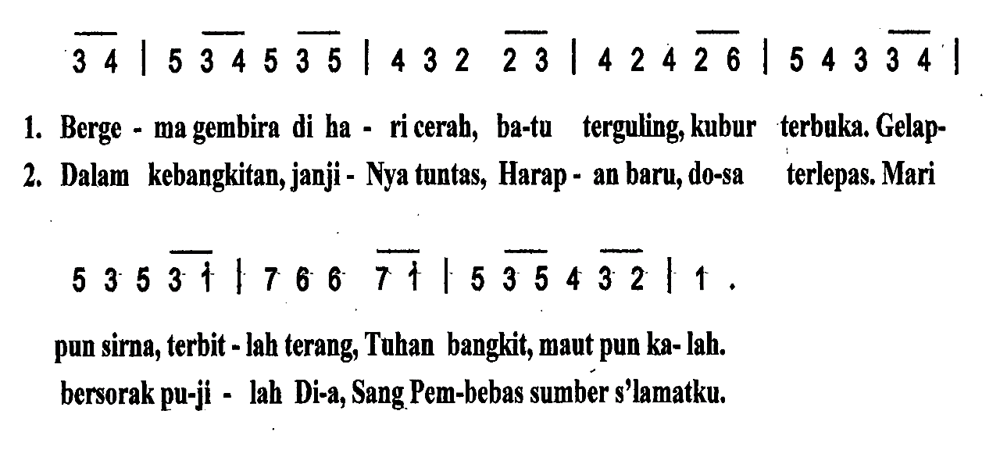 3 4 | 5 3 4 5 3 5 | 4 3 2 2 3 | 4 2 4 2 6 | 5 4 3 3 4 |
1. Berge - ma gembira di ha - ri cerah, ba-tu terguling, kubur terbuka. Gelap-
2. Dalam kebangkitan, janji - Nya tuntas, Harap - an baru, do-sa terlepas. Mari
5 3 5 3 1̇ | 7 6 6 7 1̇ | 5 3 5 4 3 2 | 1 .
pun sirna, terbit - lah terang, Tuhan bangkit, maut pun ka- lah.
bersorak pu-ji - lah Di-a, Sang Pem-bebas sumber s’lamatku.